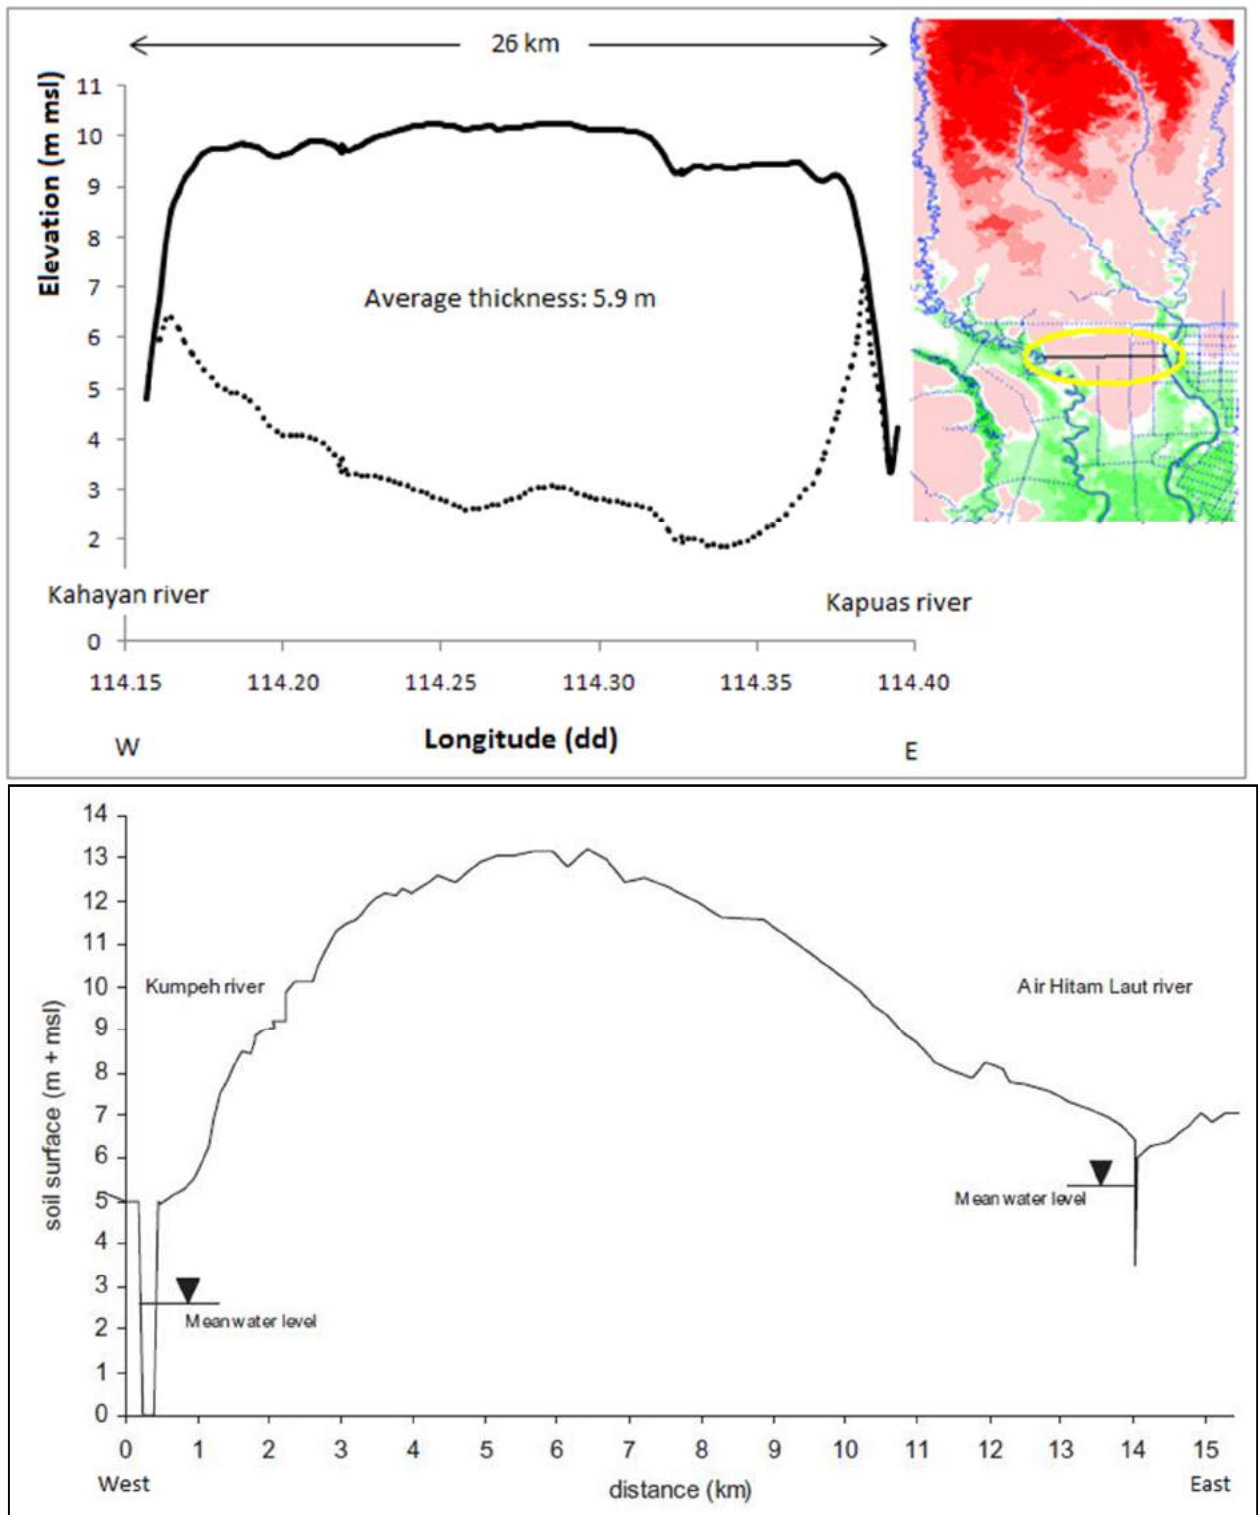 26 km
Elevation (m msl)
11
10
9
8
7
6
5
4
3
2
0
Average thickness: 5.9 m
Kahayan river
Kapuas river
114.15 114.20 114.25 114.30 114.35 114.40
W
Longitude (dd)
E
14
13
12
11
10
9
8
7
6
5
4
3
2
1
0
soil surface (m + msl)
Kumpeh river
Air Hitam Laut river
Mean water level
Mean water level
0 1 2 3 4 5 6 7 8 9 10 11 12 13 14 15
West
distance (km)
East